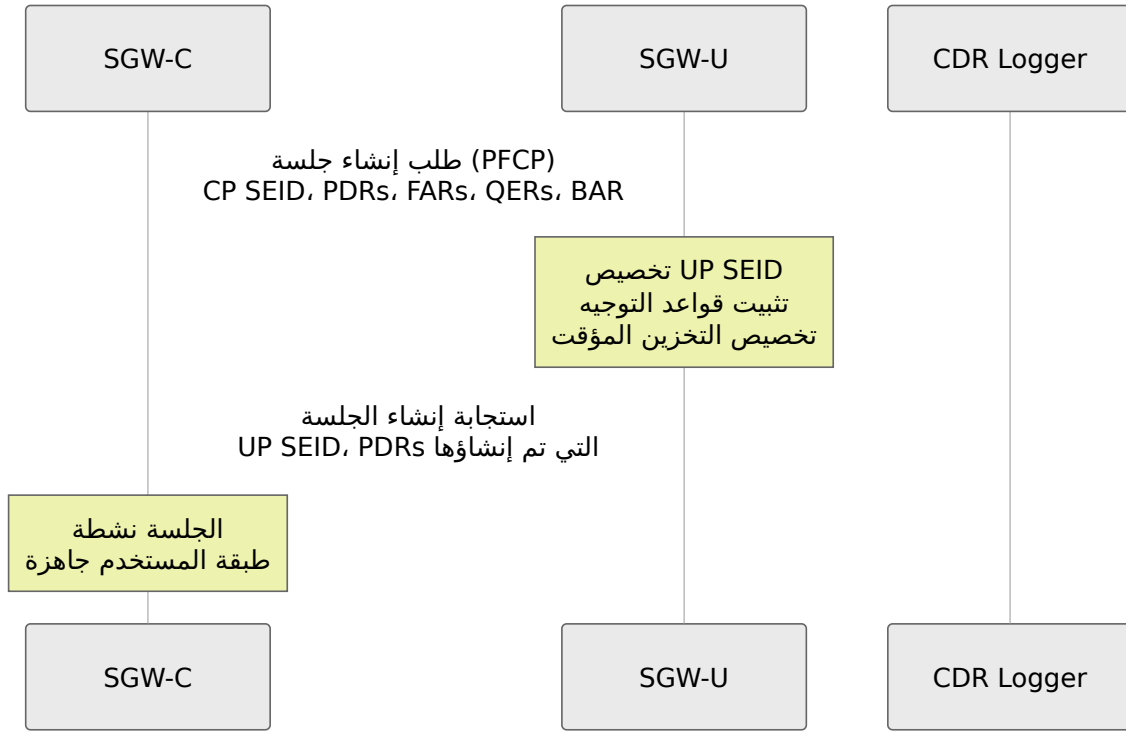 SGW-C
SGW-U
CDR Logger
طلب إنشاء جلسة (PFCP)
CP SEID، PDRs، FARs، QERs، BAR
تخصيص UP SEID
تثبيت قواعد التوجيه
تخصيص التخزين المؤقت
استجابة إنشاء الجلسة
UP SEID، PDRs التي تم إنشاؤها
الجلسة نشطة
طبقة المستخدم جاهزة
SGW-C
SGW-U
CDR Logger